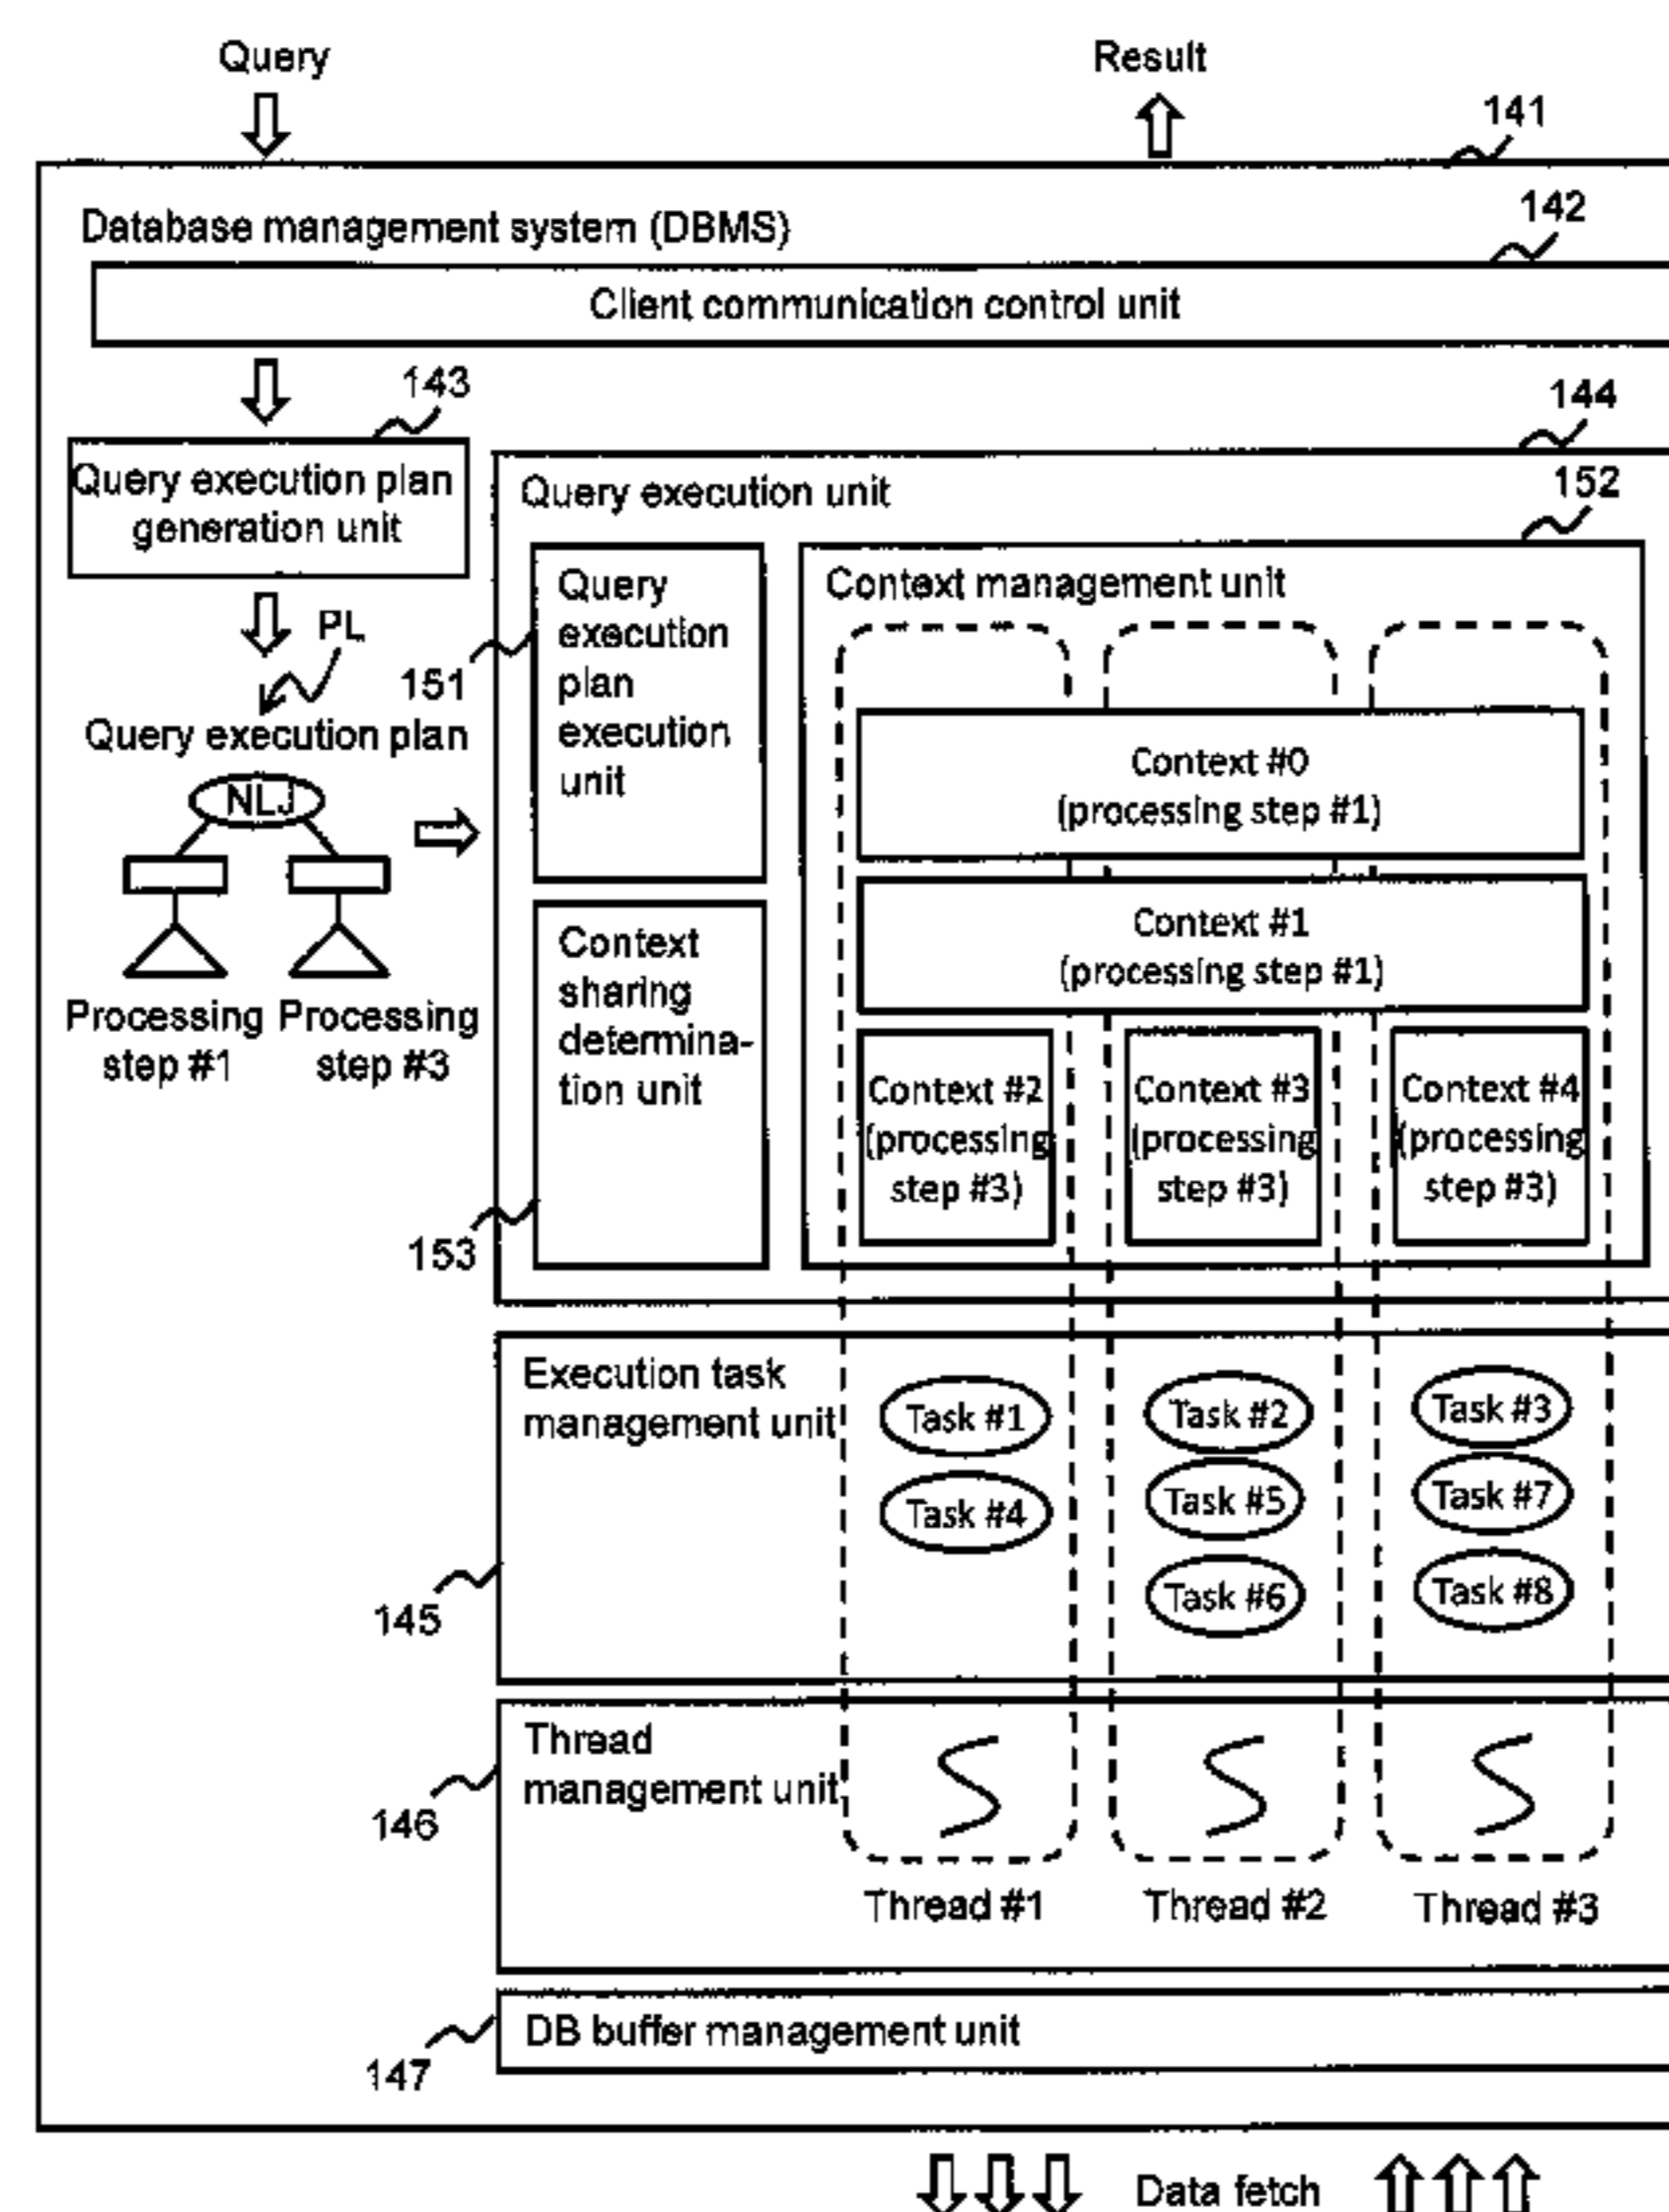 Query
Result
141
Database management system (DBMS)
142
Client communication control unit
143
144
Query execution plan
generation unit
Query execution unit
152
PL
151
Query
execution
plan
execution
unit
Context management unit
Query execution plan
NLJ
Processing
step #1
Processing
step #3
Context #0
(processing step #1)
Context #1
(processing step #1)
Context
sharing
determina-
tion unit
153
Context #2
(processing
step #3)
Context #3
(processing
step #3)
Context #4
(processing
step #3)
Execution task
management unit
Task #1
Task #4
Task #2
Task #5
Task #6
Task #3
Task #7
Task #8
145
Thread
management unit
146
Thread #1
Thread #2
Thread #3
DB buffer management unit
147
Data fetch